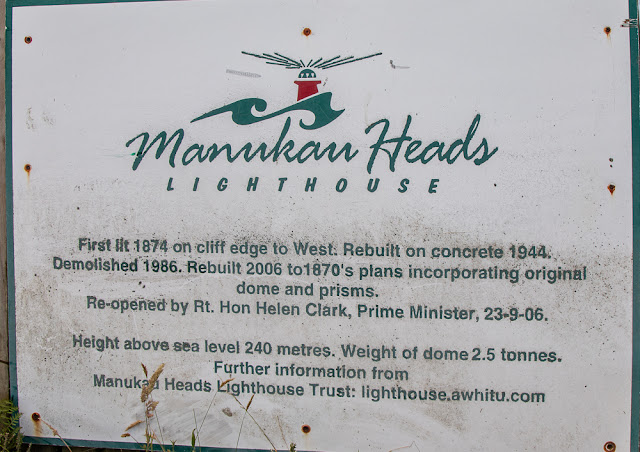 Manukau Heads
LIGHTHOUSE
First lit 1874 on cliff edge to West. Rebuilt on concrete 1944.
Demolished 1986. Rebuilt 2006 to1870's plans incorporating original
dome and prisms.
Re-opened by Rt. Hon Helen Clark, Prime Minister, 23-9-06.
Height above sea level 240 metres. Weight of dome 2.5 tonnes.
Further information from
Manukau Heads Lighthouse Trust: lighthouse.awhitu.com